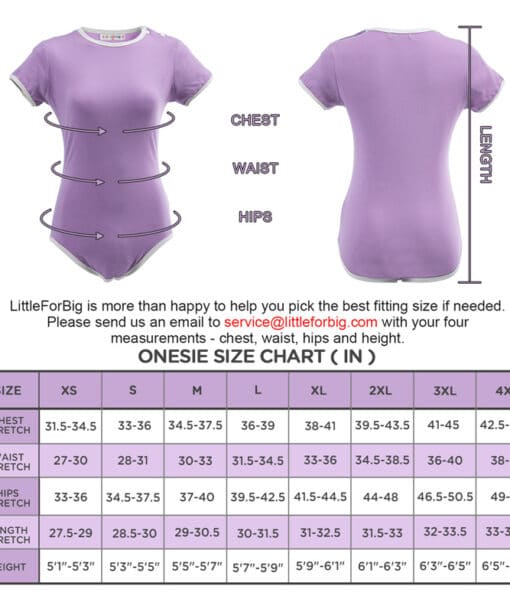 CHEST
WAIST
HIPS
LENGTH
LittleForBig is more than happy to help you pick the best fitting size if needed.
Please send us an email to service@littleforbig.com with your four
measurements - chest, waist, hips and height.
ONESIE SIZE CHART ( IN )
SIZE XS S M L XL 2XL 3XL 4X
HEST 31.5-34.5 33-36 34.5-37.5 36-39 38-41 39.5-43.5 41-45 42.5-
RETCH
WAIST 27-30 28-31 30-33 31.5-34.5 33-36 34.5-38.5 36-40 38-
RETCH
HIPS 33-36 34.5-37.5 37-40 39.5-42.5 41.5-44.5 44-48 46.5-50.5 49-
RETCH
NGTH 27.5-29 28.5-30 29-30.5 30-31.5 31-32.5 31.5-33 32-33.5 33-3
RETCH
EIGHT 5'1"-5'3" 5'3"-5'5" 5'5"-5'7" 5'7"-5'9" 5'9"-6'1" 6'1"-6'3" 6'3"-6'5" 6'5"-